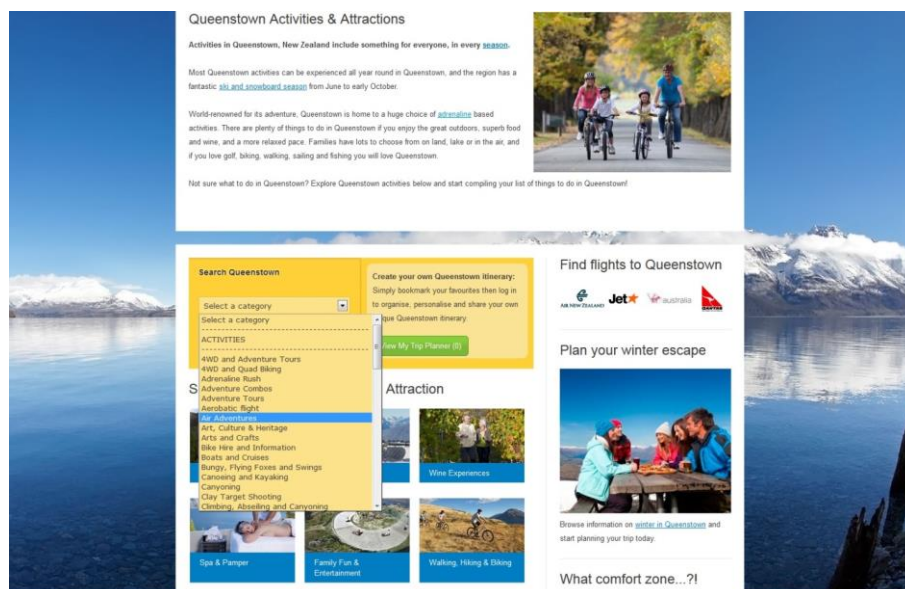 Queenstown Activities & Attractions
Activities in Queenstown, New Zealand include something for everyone, in every season.
Most Queenstown activities can be experienced all year round in Queenstown, and the region has a
fantastic ski and snowboard season from June to early October.
World-renowned for its adventure, Queenstown is home to a huge choice of adrenaline based
activities. There are plenty of things to do in Queenstown if you enjoy the great outdoors, superb food
and wine, and a more relaxed pace. Families have lots to choose from on land, lake or in the air, and
if you love golf, biking, walking, sailing and fishing you will love Queenstown.
Not sure what to do in Queenstown? Explore Queenstown activities below and start compiling your list of things to do in Queenstown!
Search Queenstown
Select a category
Select a category
ACTIVITIES
4WD and Adventure Tours
4WD and Quad Biking
Adrenaline Rush
Adventure Combos
Adventure Tours
Aerobatic flight
Air Adventures
Art, Culture & Heritage
Arts and Crafts
Bike Hire and Information
Boats and Cruises
Bungy, Flying Foxes and Swings
Canoeing and Kayaking
Canyoning
Clay Target Shooting
Climbing, Abseiling and Canyoning
Create your own Queenstown itinerary:
Simply bookmark your favourites then log in
to organise, personalise and share your own
nique Queenstown itinerary.
View My Trip Planner (0)
S
Attraction
Wine Experiences
Spa & Pamper
Family Fun &
Entertainment
Walking, Hiking & Biking
Find flights to Queenstown
AIR NEW ZEALAND
Jet
australia
QANTAS
Plan your winter escape
Browse information on winter in Queenstown and
start planning your trip today.
What comfort zone...?!